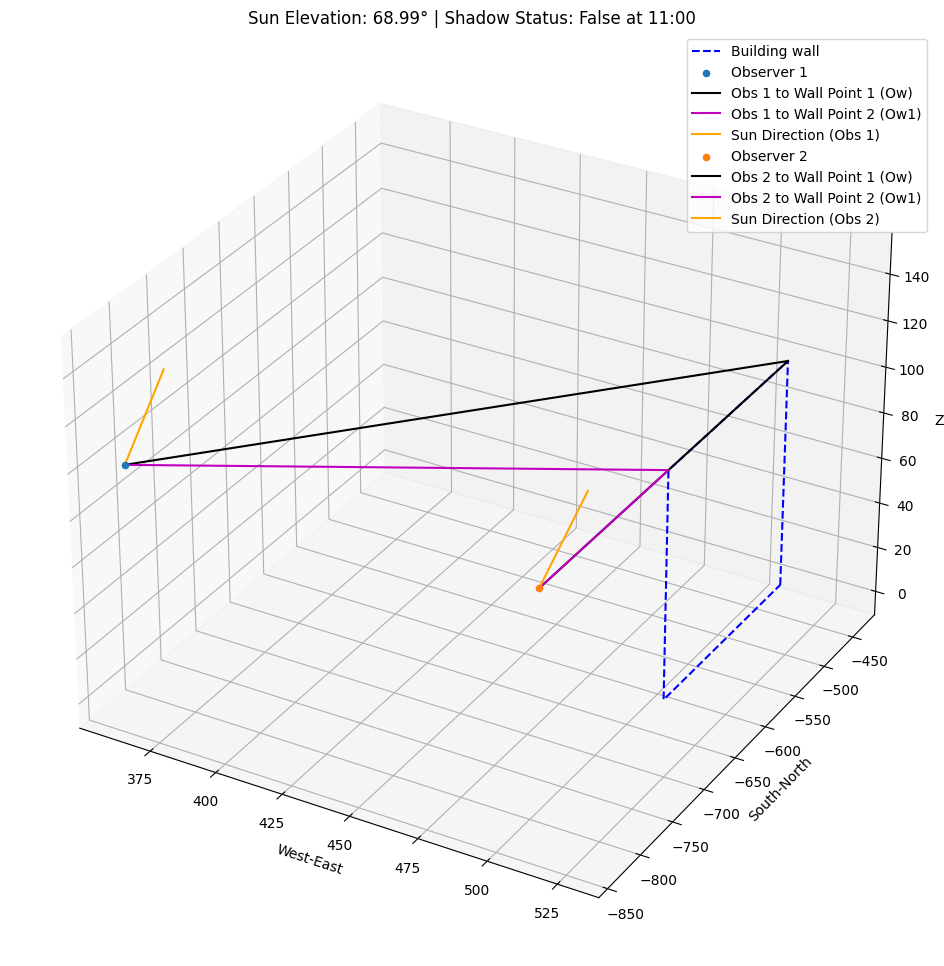 Sun Elevation: 68.99° | Shadow Status: False at 11:00
Building wall
Observer 1
Obs 1 to Wall Point 1 (Ow)
Obs 1 to Wall Point 2 (Ow1)
Sun Direction (Obs 1)
Observer 2
Obs 2 to Wall Point 1 (Ow)
Obs 2 to Wall Point 2 (Ow1)
Sun Direction (Obs 2)
140
120
100
80
60
40
20
0
Z
−450
−500
−550
−600
−650
−700
−750
−800
−850
South-North
375
400
425
450
475
500
525
West-East